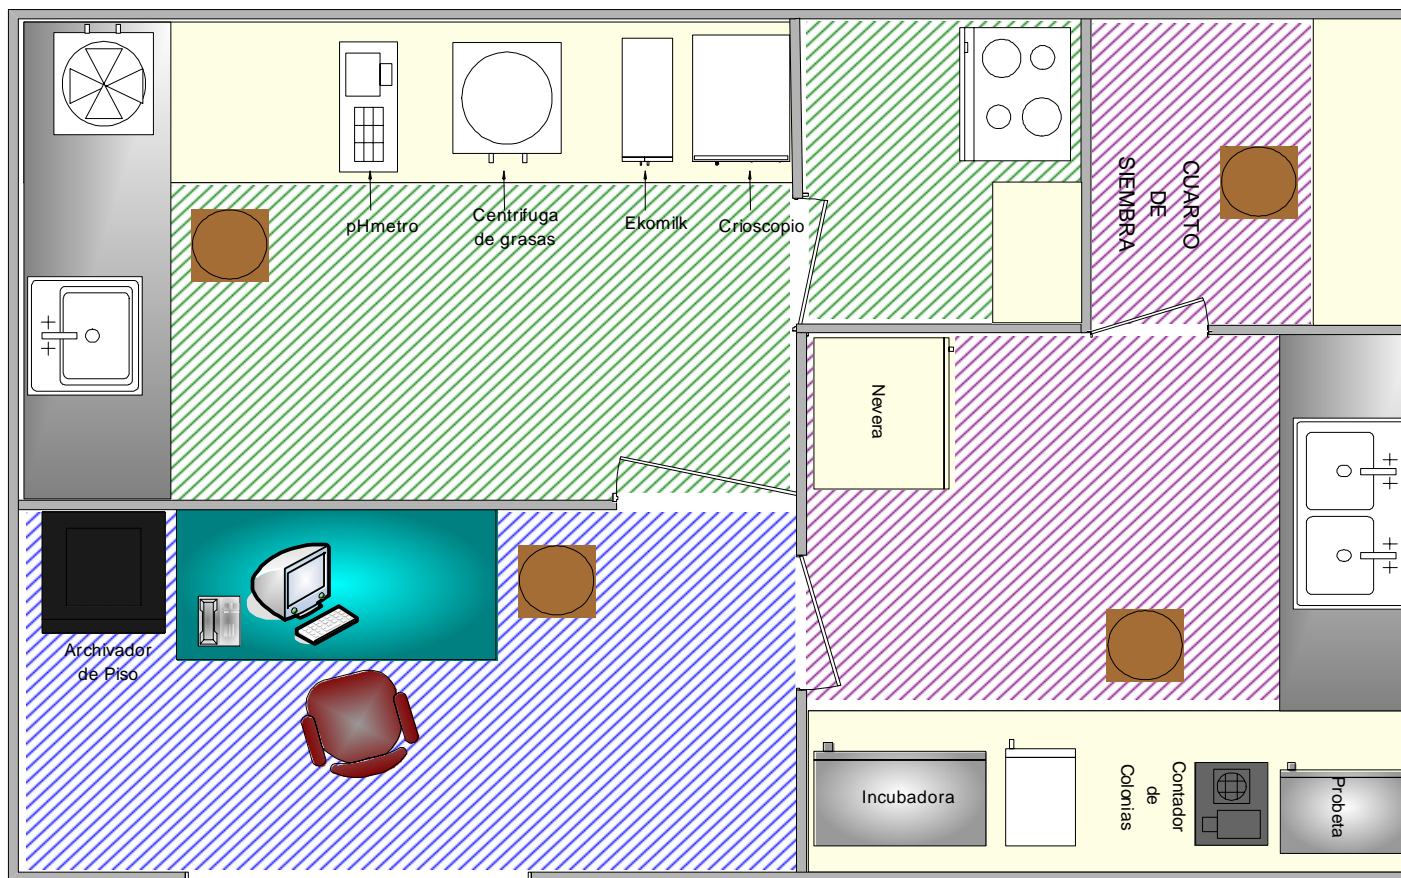 pHmetro
Centrifuga
de grasas
Ekomilk
Crioscopio
CUARTO
DE
SIEMBRA
Nevera
Archivador
de Piso
Incubadora
Contador
de
Colonias
Probeta